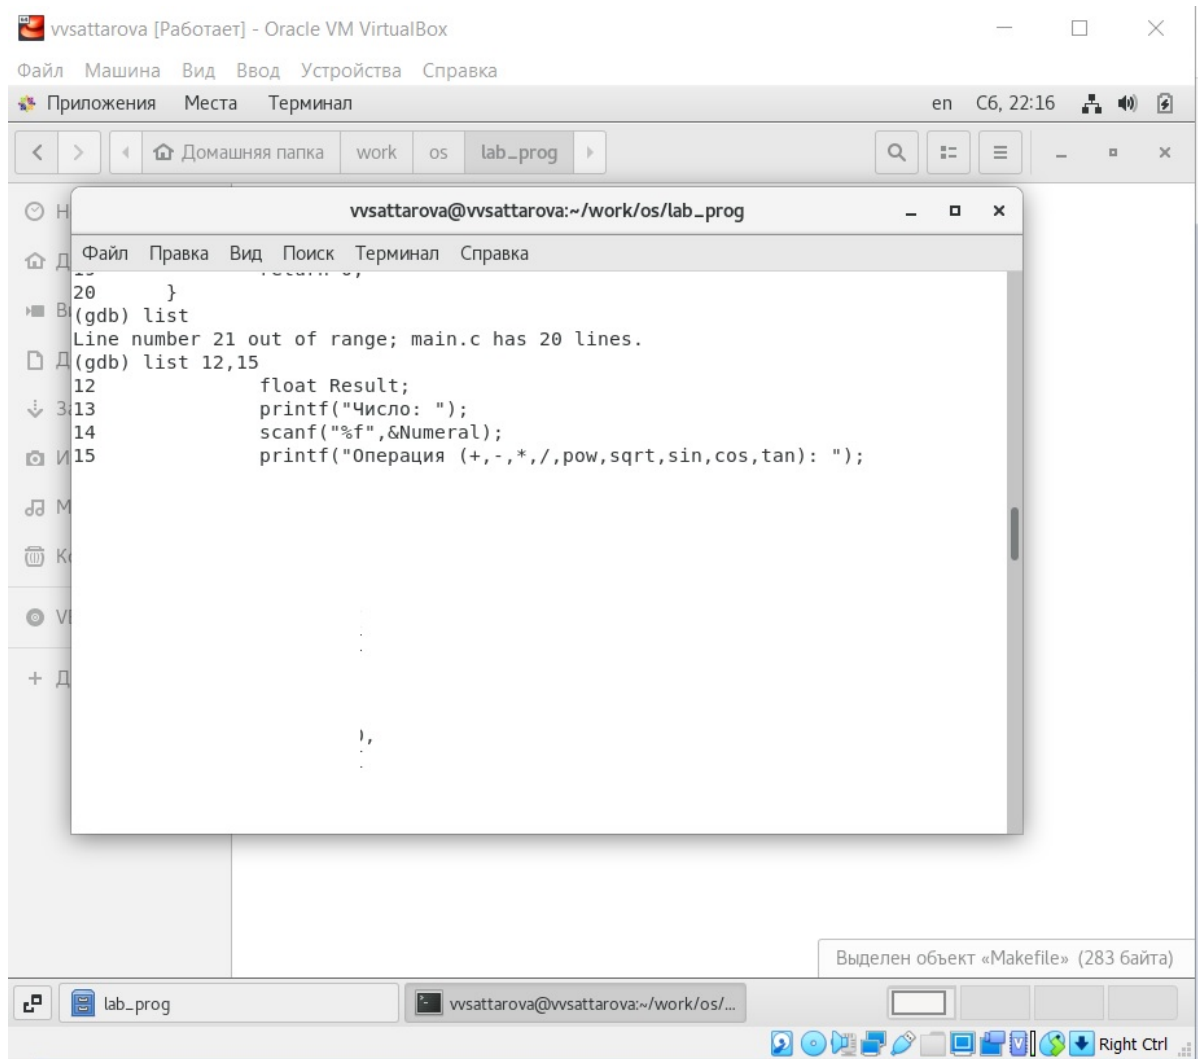 vvsattarova [Работает] - Oracle VM VirtualBox
Файл Машина Вид Ввод Устройства Справка
Приложения Места Терминал en Сб, 22:16
Домашняя папка work os lab_prog
vvsattarova@vvsattarova:~/work/os/lab_prog
Файл Правка Вид Поиск Терминал Справка
20 }
(gdb) list
Line number 21 out of range; main.c has 20 lines.
(gdb) list 12,15
12 float Result;
13 printf("Число: ");
14 scanf("%f",&Numeral);
15 printf("Операция (+,-,*,/,pow,sqrt,sin,cos,tan): ");
Выделен объект «Makefile» (283 байта)
lab_prog vvsattarova@vvsattarova:~/work/os/...
Right Ctrl